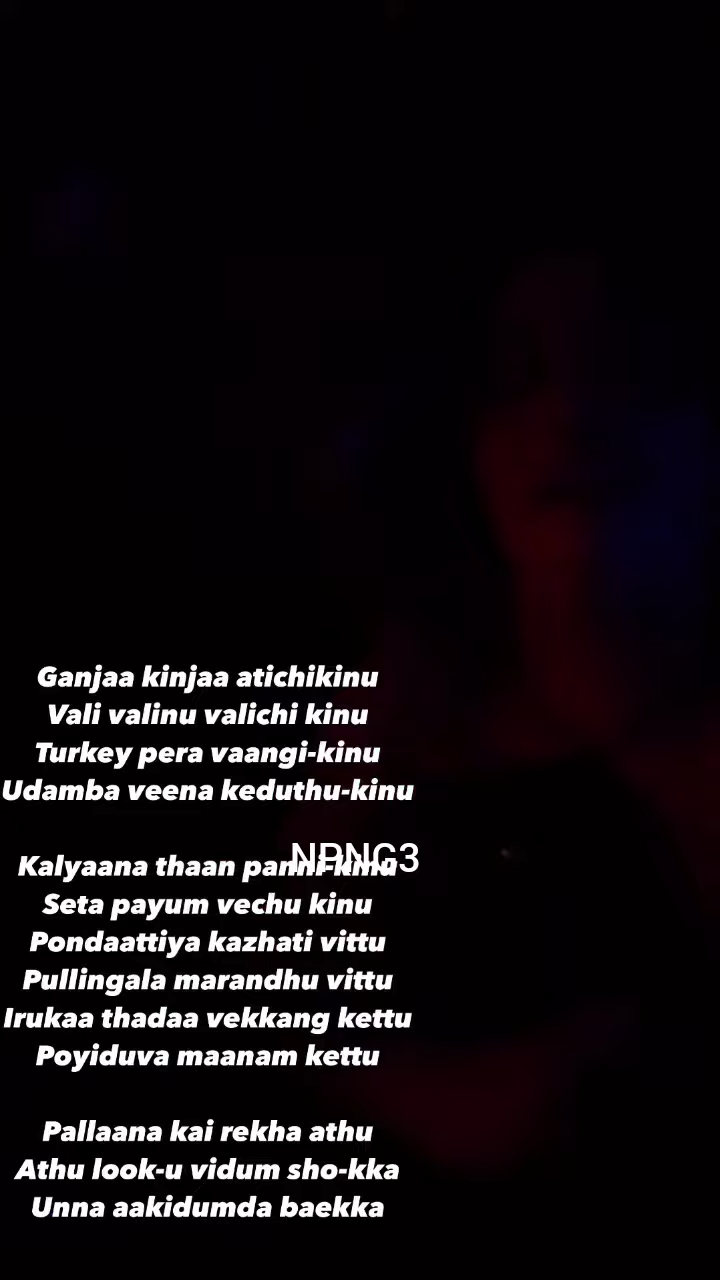 Ganjaa kinjaa atichikinu
Vali valinu valichi kinu
Turkey pera vaangi-kinu
Udamba veena keduthu-kinu
Kalyaana thaan panni-kinu
NPNG3
Seta payum vechu kinu
Pondaattiya kazhati vittu
Pullingala marandhu vittu
Irukaa thadaa vekkang kettu
Poyiduva maanam kettu
Pallaana kai rekha athu
Athu look-u vidum sho-kka
Unna aakidumda baekka